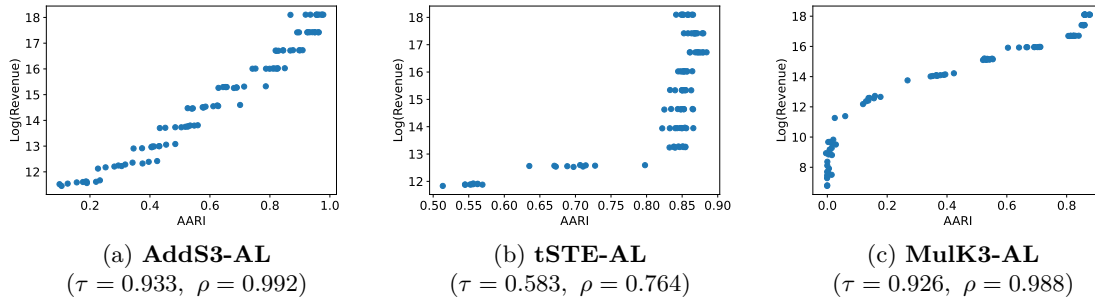 18
17
16
15
14
13
12
Log(Revenue)
0.2 0.4 0.6 0.8 1.0
AARI
18
17
16
15
14
13
12
Log(Revenue)
0.50 0.55 0.60 0.65 0.70 0.75 0.80 0.85 0.90
AARI
18
16
14
12
10
8
Log(Revenue)
0.0 0.2 0.4 0.6 0.8
AARI
(a) AddS3-AL
(τ = 0.933, ρ = 0.992)
(b) tSTE-AL
(τ = 0.583, ρ = 0.764)
(c) MulK3-AL
(τ = 0.926, ρ = 0.988)